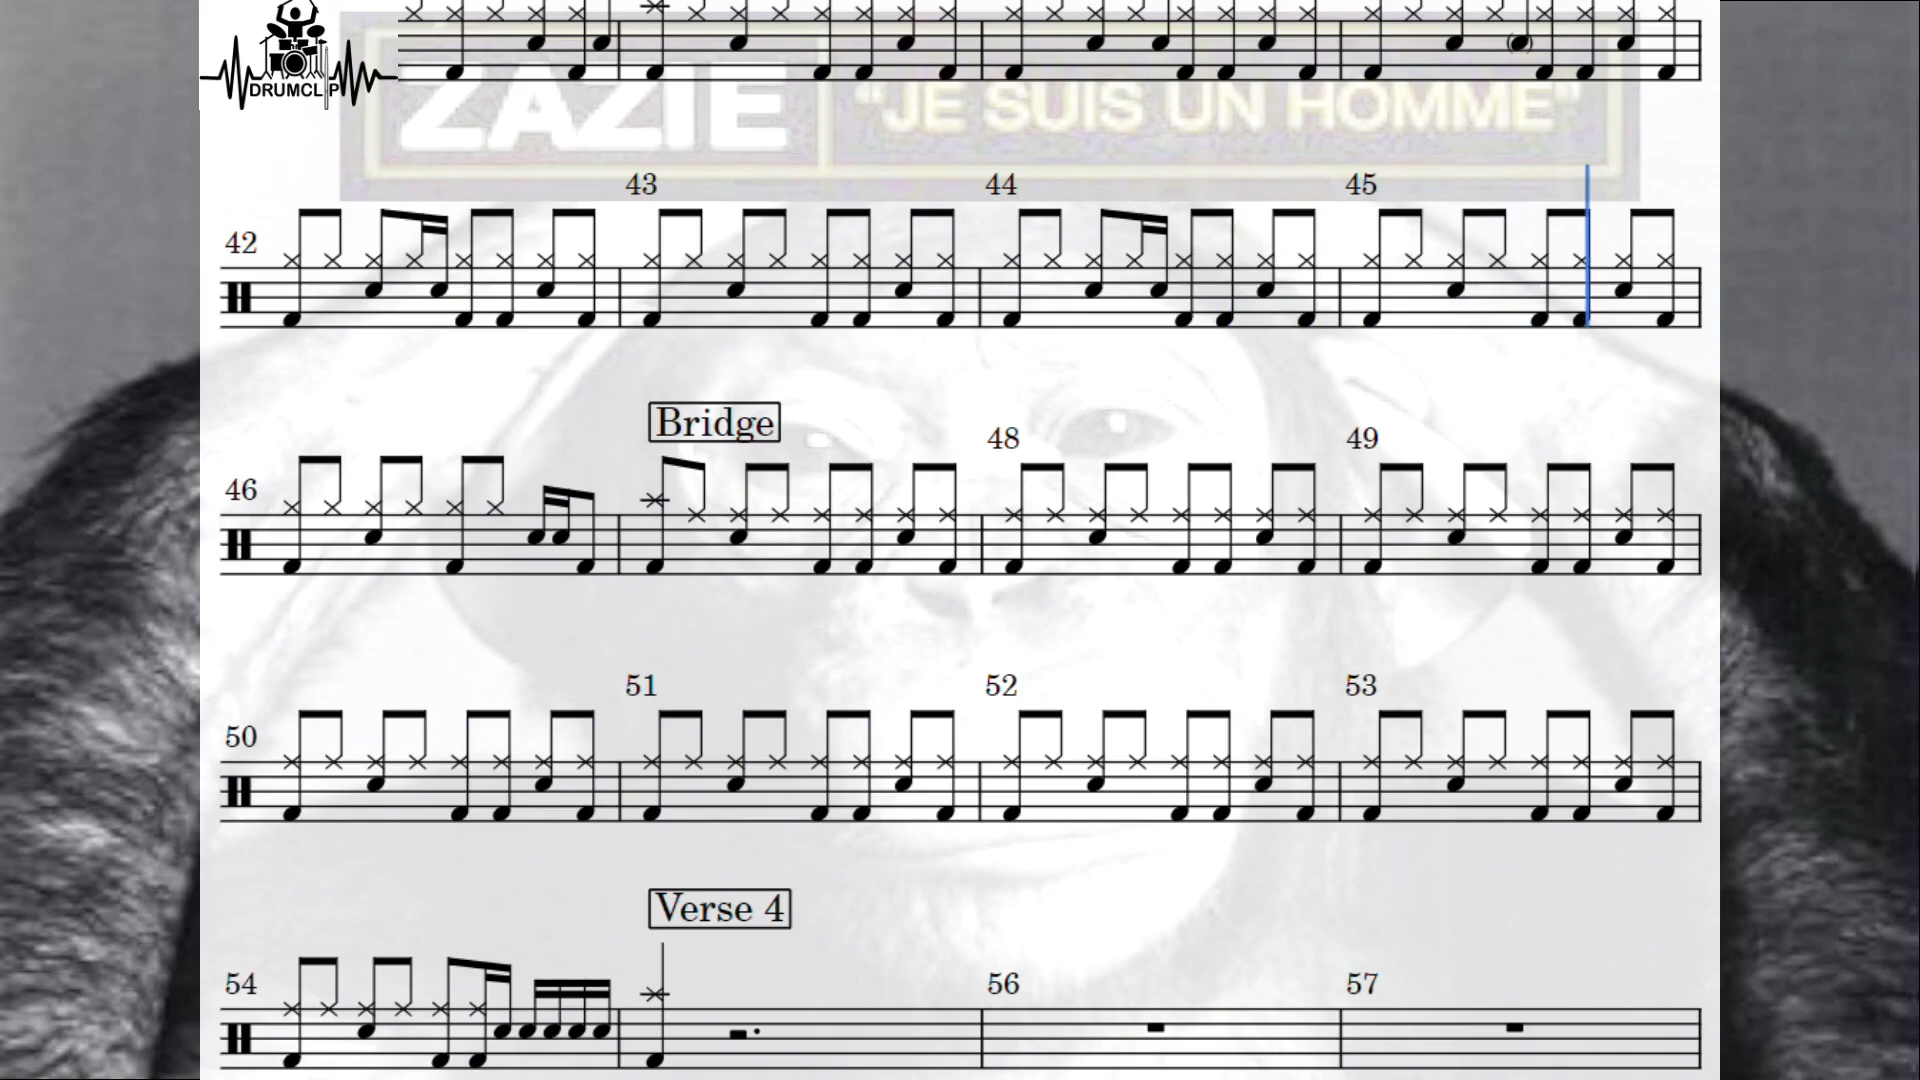 DRUMCLIP
ZAZIE "JE SUIS UN HOMME"
43 44 45
42
Bridge
48 49
46
51 52 53
50
Verse 4
54 56 57